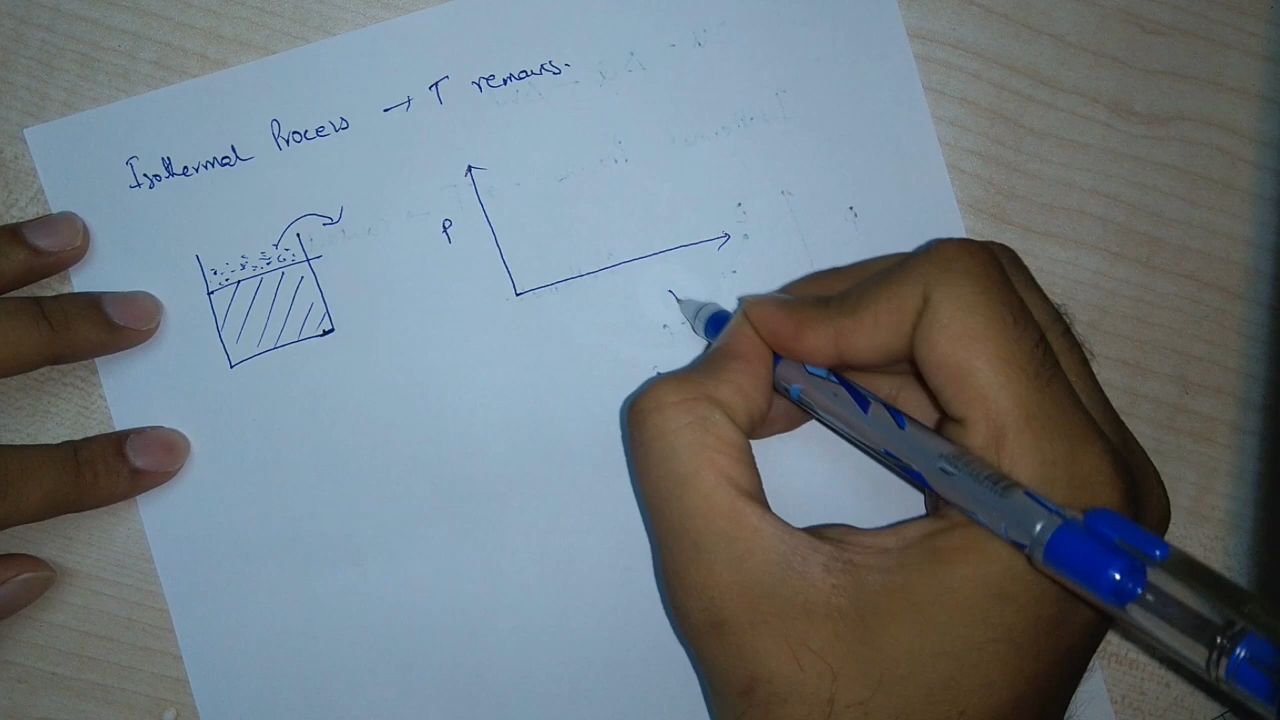 Isothermal Process → T remains.
P